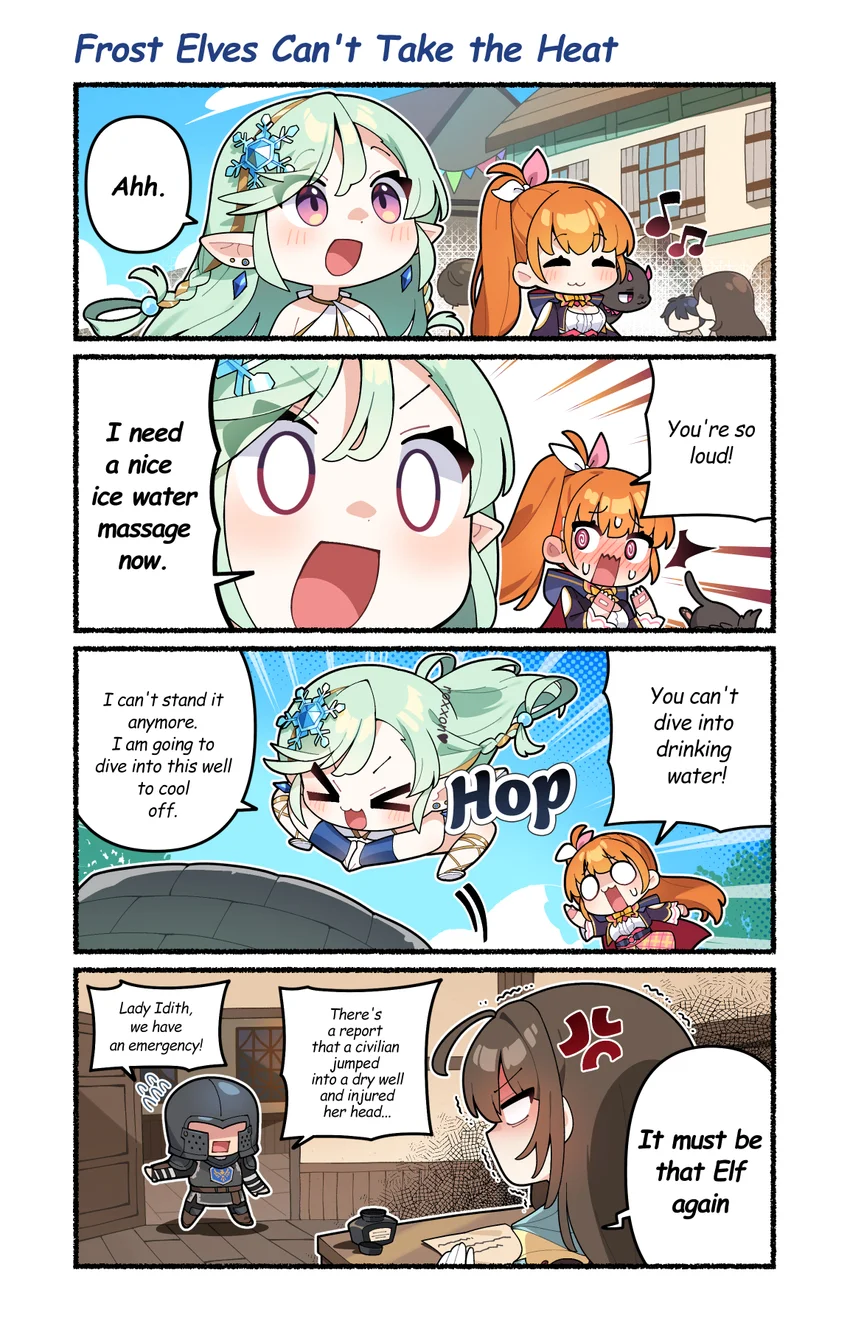 Frost Elves Can't Take the Heat
Ahh.
I need
a nice
ice water
massage
now.
You're so
loud!
I can't stand it
anymore.
I am going to
dive into this well
to cool
off.
Hop
You can't
dive into
drinking
water!
Lady Idith,
we have
an emergency!
There's
a report
that a civilian
jumped
into a dry well
and injured
her head...
It must be
that Elf
again